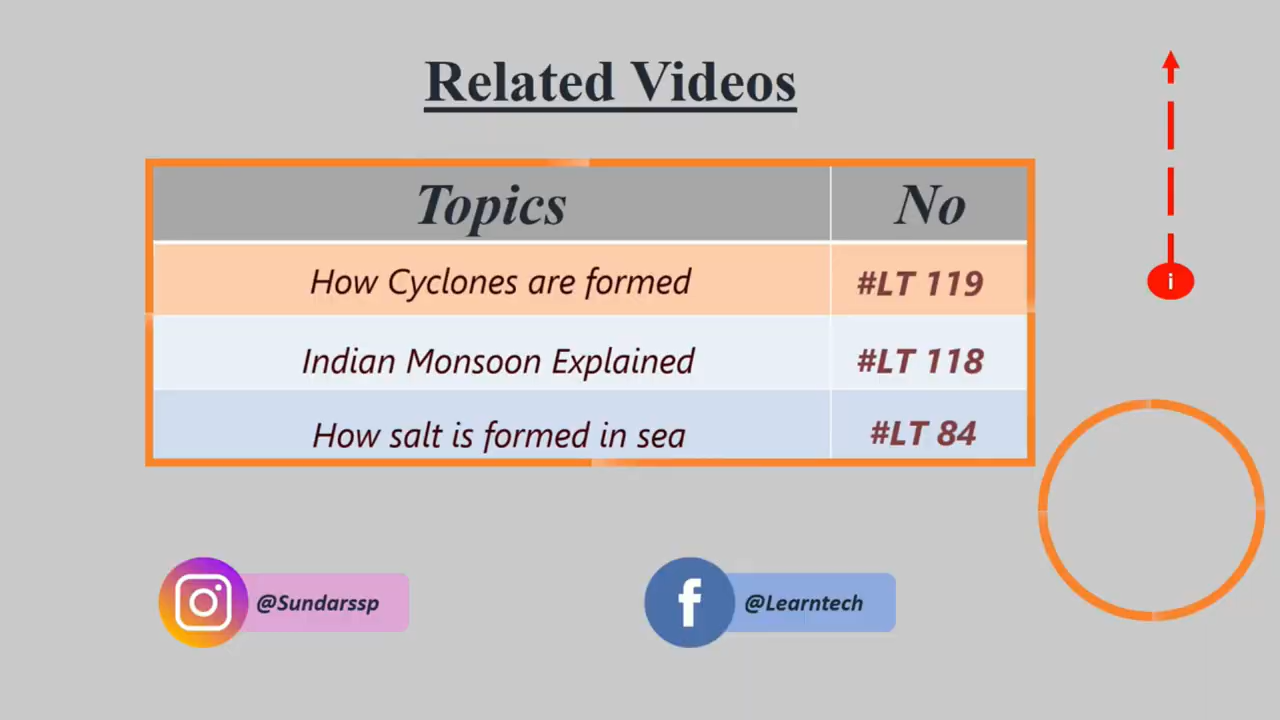 Related Videos
Topics No
How Cyclones are formed #LT 119
Indian Monsoon Explained #LT 118
How salt is formed in sea #LT 84
i
@Sundarssp @Learntech